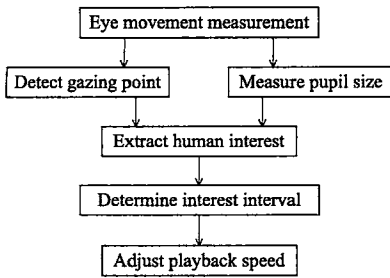 Eye movement measurement
Detect gazing point
Measure pupil size
Extract human interest
Determine interest interval
Adjust playback speed